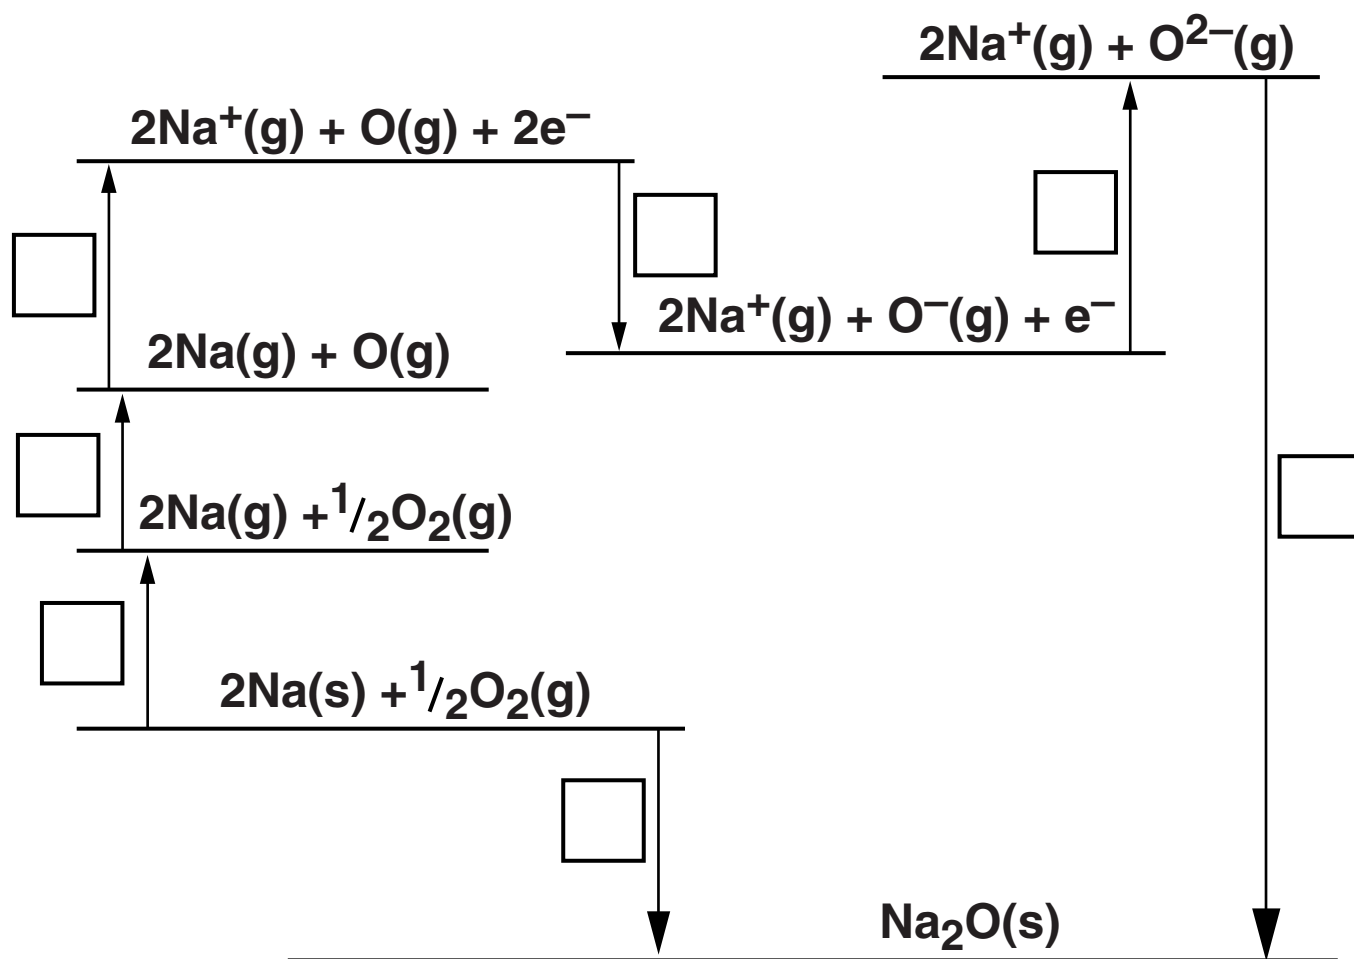 2Na⁺(g) + O²⁻(g)
2Na⁺(g) + O(g) + 2e⁻
2Na⁺(g) + O⁻(g) + e⁻
2Na(g) + O(g)
2Na(g) +¹/₂O₂(g)
2Na(s) +¹/₂O₂(g)
Na₂O(s)